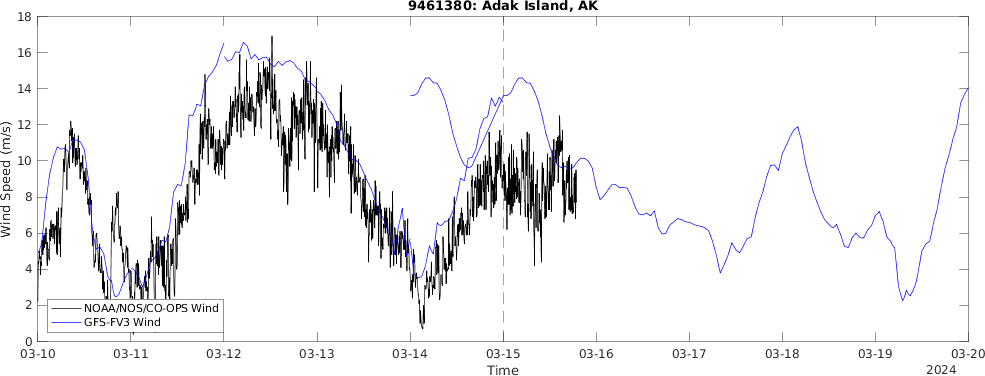 9461380: Adak Island, AK
Wind Speed (m/s)
18
16
14
12
10
8
6
4
2
0
NOAA/NOS/CO-OPS Wind
GFS-FV3 Wind
03-10 03-11 03-12 03-13 03-14 03-15 03-16 03-17 03-18 03-19 03-20
Time
2024